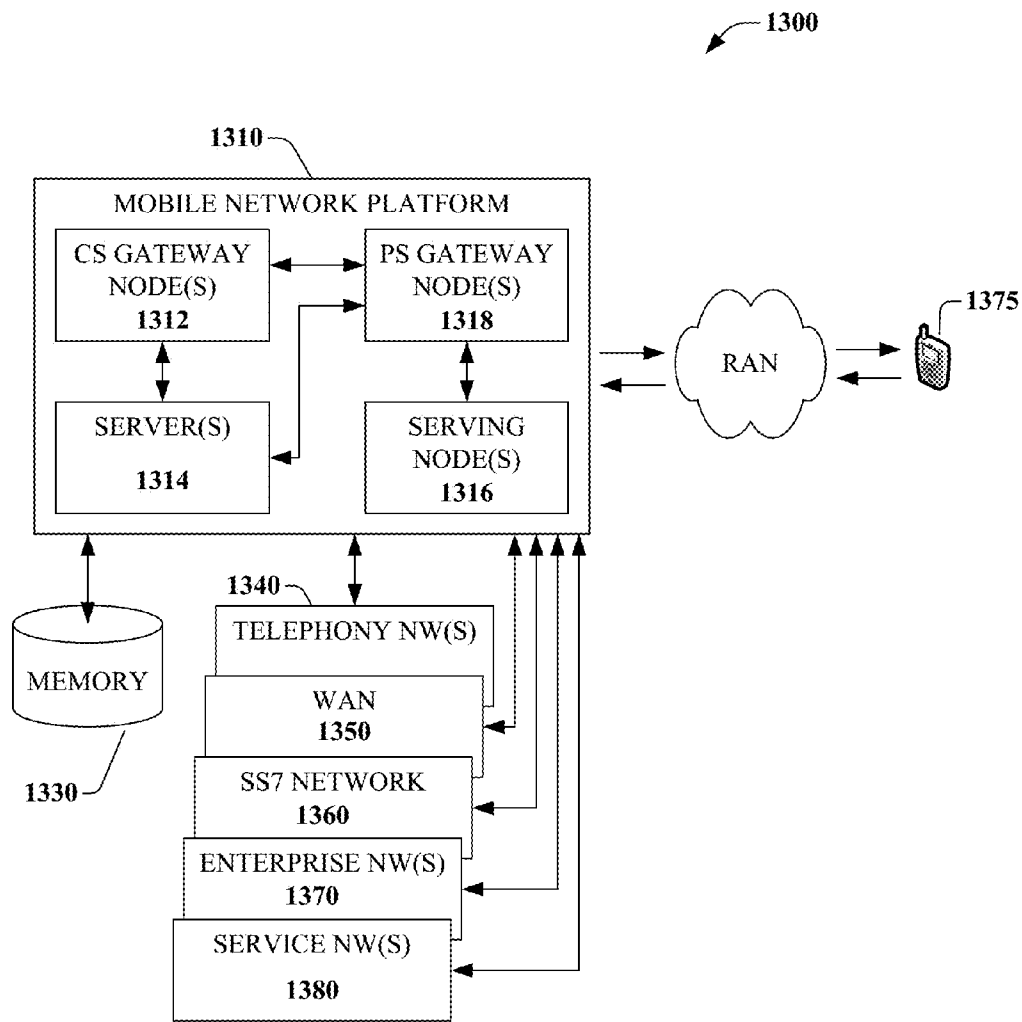 1300
1310
MOBILE NETWORK PLATFORM
CS GATEWAY
NODE(S)
1312
PS GATEWAY
NODE(S)
1318
SERVER(S)
1314
SERVING
NODE(S)
1316
RAN
1375
MEMORY
1330
1340
TELEPHONY NW(S)
WAN
1350
SS7 NETWORK
1360
ENTERPRISE NW(S)
1370
SERVICE NW(S)
1380